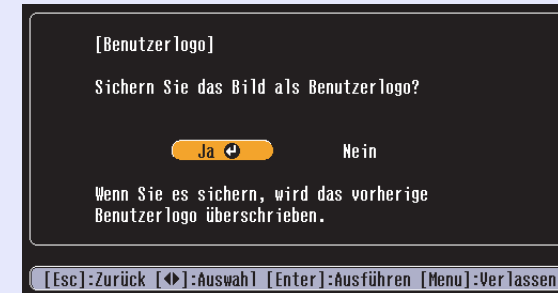 [Benutzerlogo]
Sichern Sie das Bild als Benutzerlogo?
Ja Nein
Wenn Sie es sichern, wird das vorherige
Benutzerlogo überschrieben.
[Esc]:Zurück [◀▶]:Auswahl [Enter]:Ausführen [Menu]:Verlassen